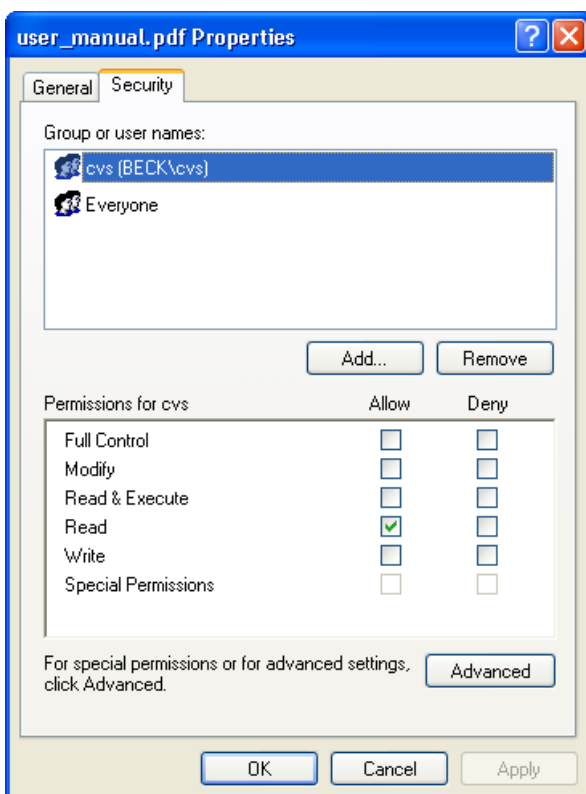 user_manual.pdf Properties
General Security
Group or user names:
cvs (BECK\cvs)
Everyone
Add... Remove
Permissions for cvs Allow Deny
Full Control
Modify
Read & Execute
Read
Write
Special Permissions
For special permissions or for advanced settings,
click Advanced.
Advanced
OK Cancel Apply